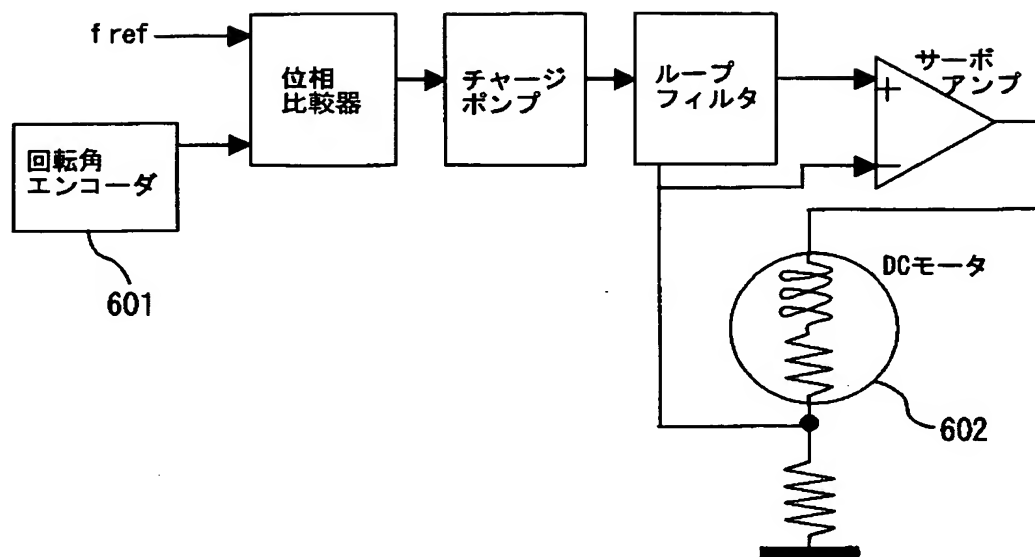 f ref
位相
比較器
チャージ
ポンプ
ループ
フィルタ
サーボ
アンプ
+
−
回転角
エンコーダ
601
DCモータ
602